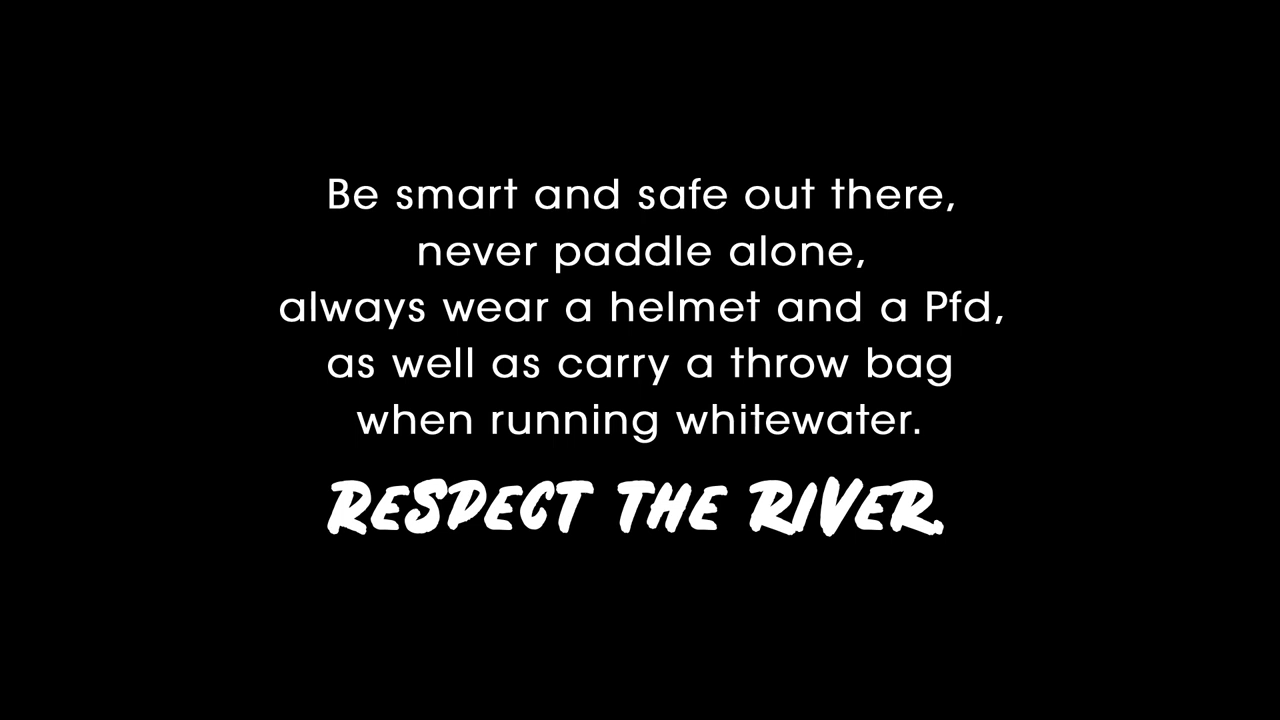 Be smart and safe out there,
never paddle alone,
always wear a helmet and a Pfd,
as well as carry a throw bag
when running whitewater.
RESPECT THE RIVER.